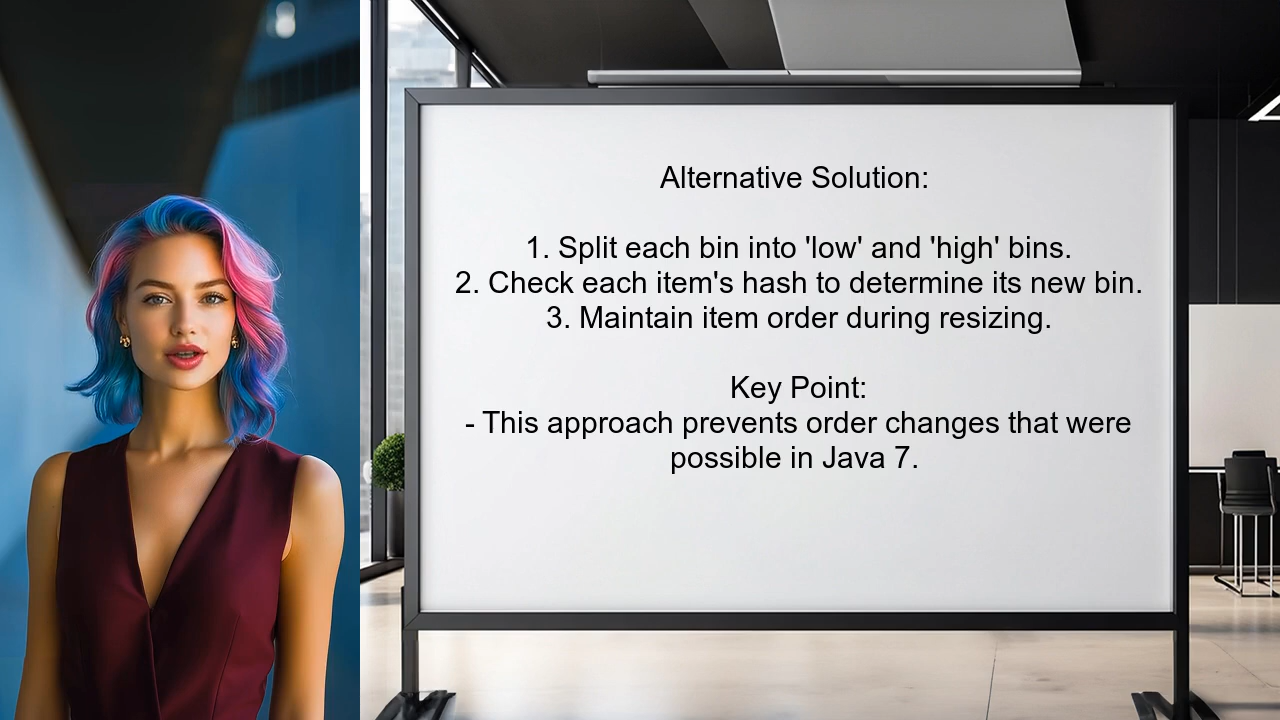 Alternative Solution:
1. Split each bin into 'low' and 'high' bins.
2. Check each item's hash to determine its new bin.
3. Maintain item order during resizing.
Key Point:
- This approach prevents order changes that were
possible in Java 7.